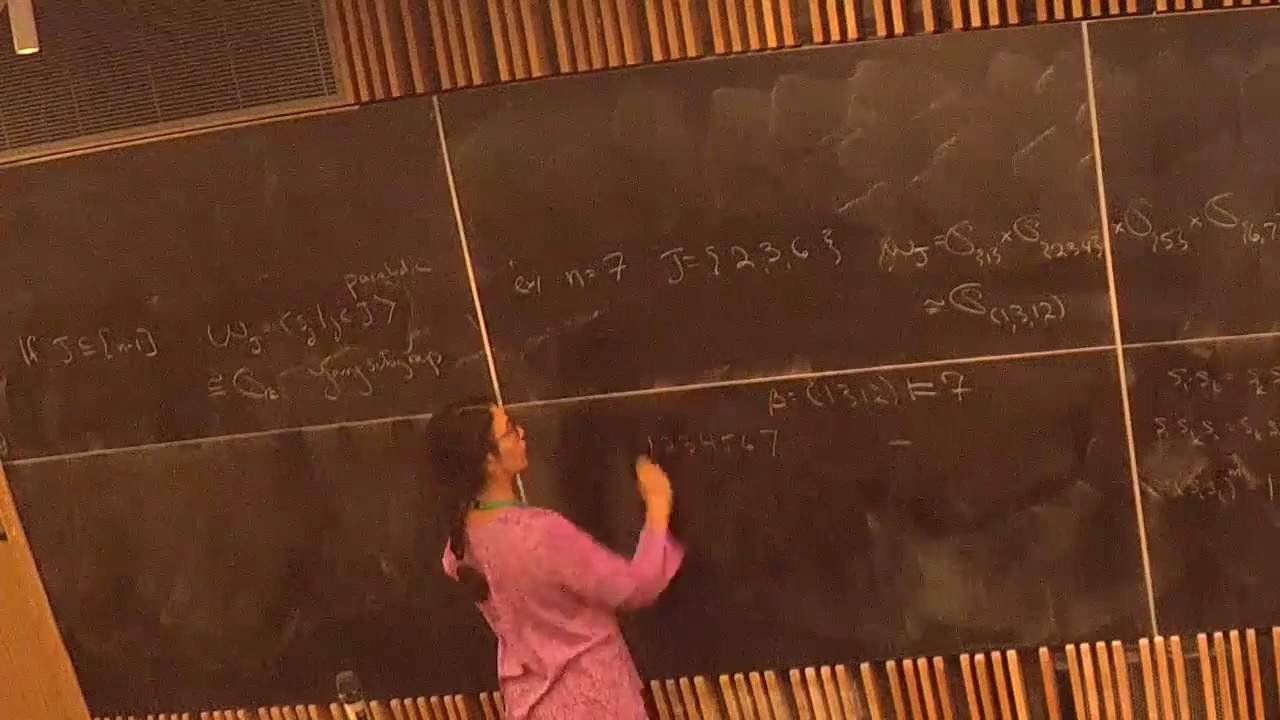 If J ⊆ [n-1] W_J = ⟨s_j | j ∈ J⟩ parabolic
≅ 𝔖 Young subgroup
ex: n=7 J={2,3,6} W_J = 𝔖_{1} × 𝔖_{2,3,4} × 𝔖_{5} × 𝔖_{6,7
≅ 𝔖_(1,3,1,2)
β = (1,3,1,2) ⊨ 7
1 2 3 4 5 6 7